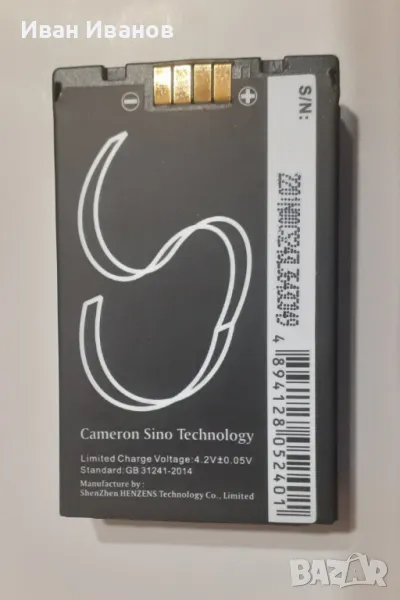 Иван Иванов
S/N:
4 894128 052401
Cameron Sino Technology
Limited Charge Voltage:4.2V±0.05V
Standard:GB 31241-2014
Manufacture by :
ShenZhen HENZENS Technology Co., Limited
BAZAR